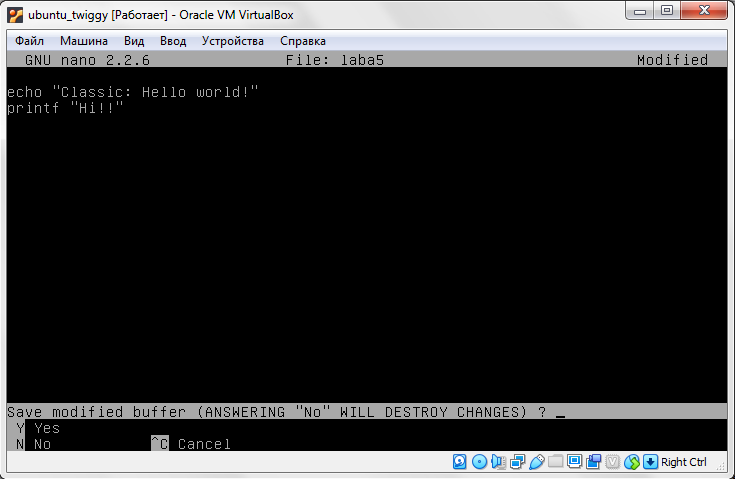 ubuntu_twiggy [Работает] - Oracle VM VirtualBox
Файл Машина Вид Ввод Устройства Справка
GNU nano 2.2.6 File: laba5 Modified
echo "Classic: Hello world!"
printf "Hi!!"
Save modified buffer (ANSWERING "No" WILL DESTROY CHANGES) ? _
Y Yes
N No ^C Cancel
Right Ctrl